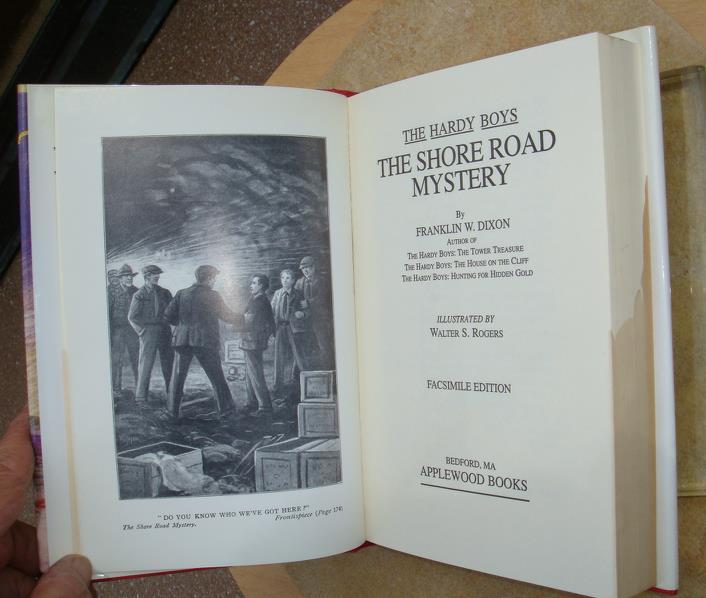 "DO YOU KNOW WHO WE'VE GOT HERE?"
The Shore Road Mystery. Frontispiece (Page 178)
THE HARDY BOYS
THE SHORE ROAD
MYSTERY
By
FRANKLIN W. DIXON
AUTHOR OF
THE HARDY BOYS: THE TOWER TREASURE
THE HARDY BOYS: THE HOUSE ON THE CLIFF
THE HARDY BOYS: HUNTING FOR HIDDEN GOLD
ILLUSTRATED BY
WALTER S. ROGERS
FACSIMILE EDITION
BEDFORD, MA
APPLEWOOD BOOKS